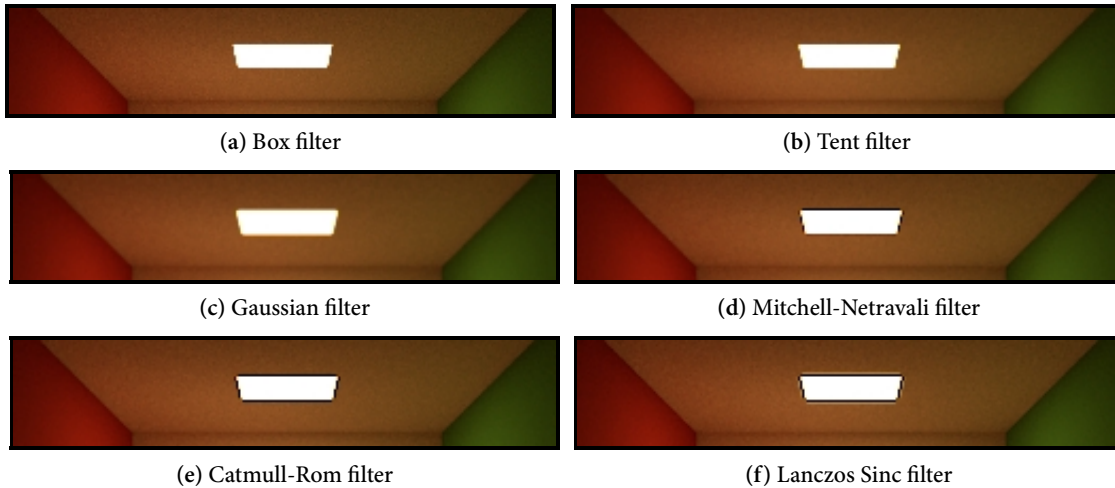 (a) Box filter
(b) Tent filter
(c) Gaussian filter
(d) Mitchell-Netravali filter
(e) Catmull-Rom filter
(f) Lanczos Sinc filter